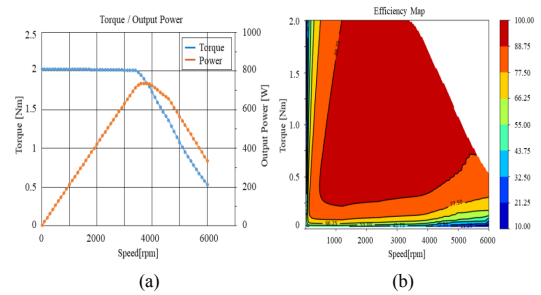 Torque / Output Power
2.5
2
1.5
1
0.5
0
Torque [Nm]
1000
800
600
400
200
0
Output Power [W]
Torque
Power
0 2000 4000 6000
Speed[rpm]
(a)
Efficiency Map
2.0
1.5
1.0
0.5
Torque [Nm]
1000 2000 3000 4000 5000 6000
Speed[rpm]
100.00
88.75
77.50
66.25
55.00
43.75
32.50
21.25
10.00
(b)